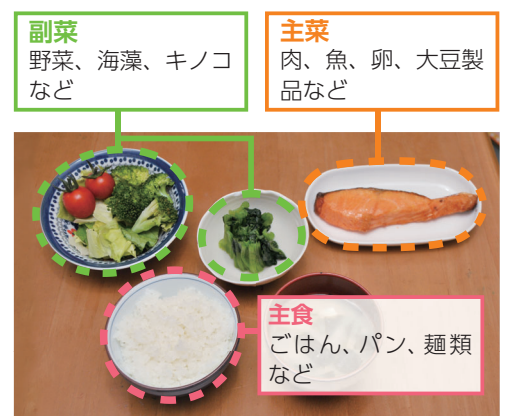 副菜
野菜、海藻、キノコ
など
主菜
肉、魚、卵、大豆製
品など
主食
ごはん、パン、麺類
など